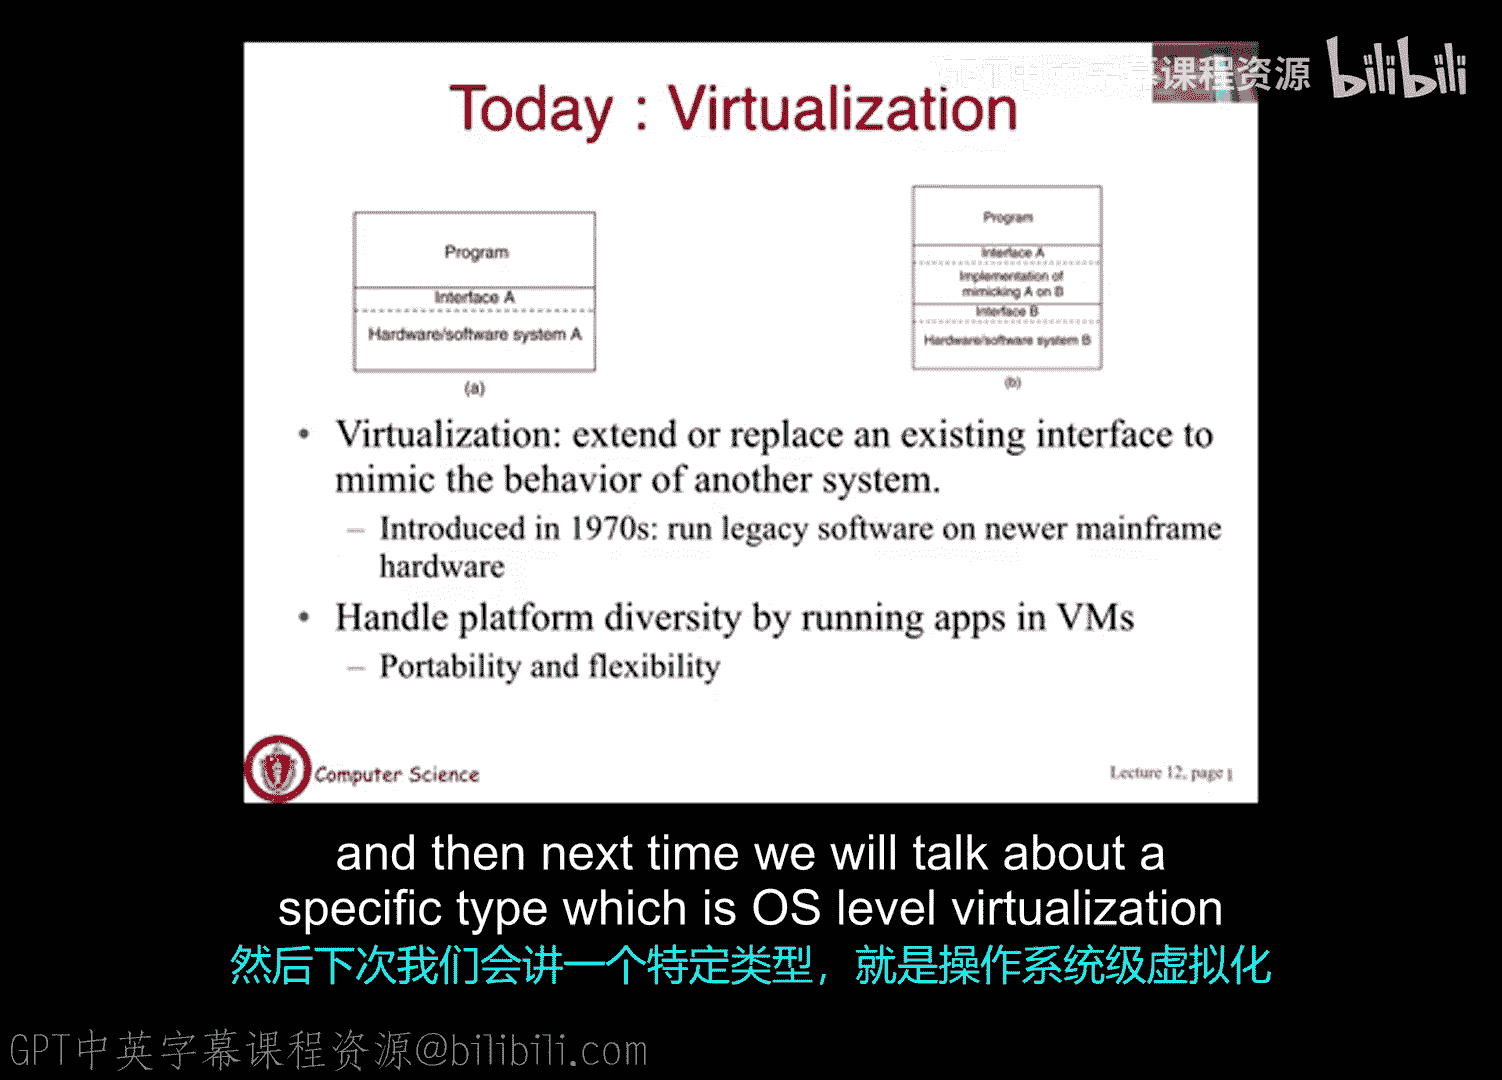 课程资源 bilibili
Today : Virtualization
Program
Interface A
Hardware/software system A
(a)
Program
Interface A
Implementation of
mimicking A on B
Interface B
Hardware/software system B
(b)
• Virtualization: extend or replace an existing interface to
mimic the behavior of another system.
– Introduced in 1970s: run legacy software on newer mainframe
hardware
• Handle platform diversity by running apps in VMs
– Portability and flexibility
Computer Science
Lecture 12, page 1
and then next time we will talk about a
specific type which is OS level virtualization
然后下次我们会讲一个特定类型，就是操作系统级虚拟化
GPT中英字幕课程资源@bilibili.com